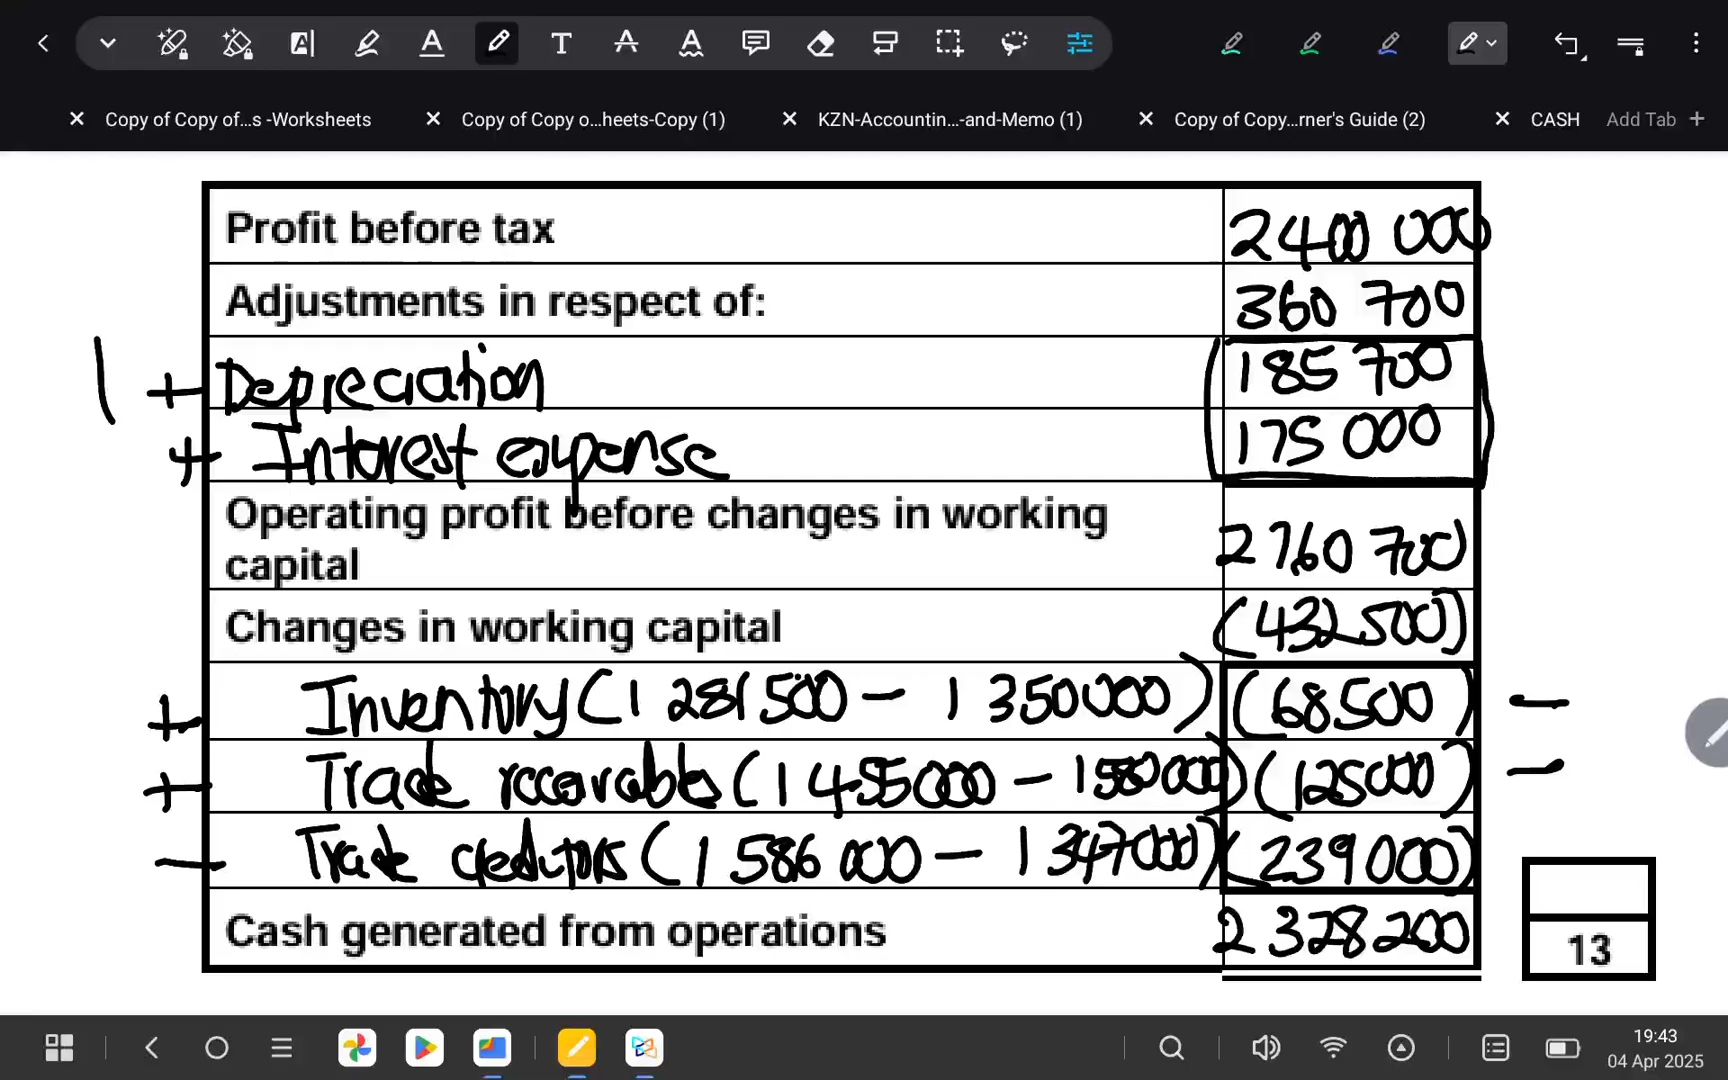 Copy of Copy of...s -Worksheets
Copy of Copy o...heets-Copy (1)
KZN-Accountin...-and-Memo (1)
Copy of Copy...rner's Guide (2)
CASH
Add Tab
Profit before tax 2400 000
Adjustments in respect of: 360 700
+ Depreciation 185 700
+ Interest expense 175 000
Operating profit before changes in working
capital 2 760 700
Changes in working capital (432 500)
+ Inventory (1 281 500 - 1 350 000) (68 500) -
+ Trade receivables (1 455 000 - 1 580 000) (125 000) -
- Trade creditors (1 586 000 - 1 347 000) (239 000)
Cash generated from operations 2 328 200
13
19:43
04 Apr 2025